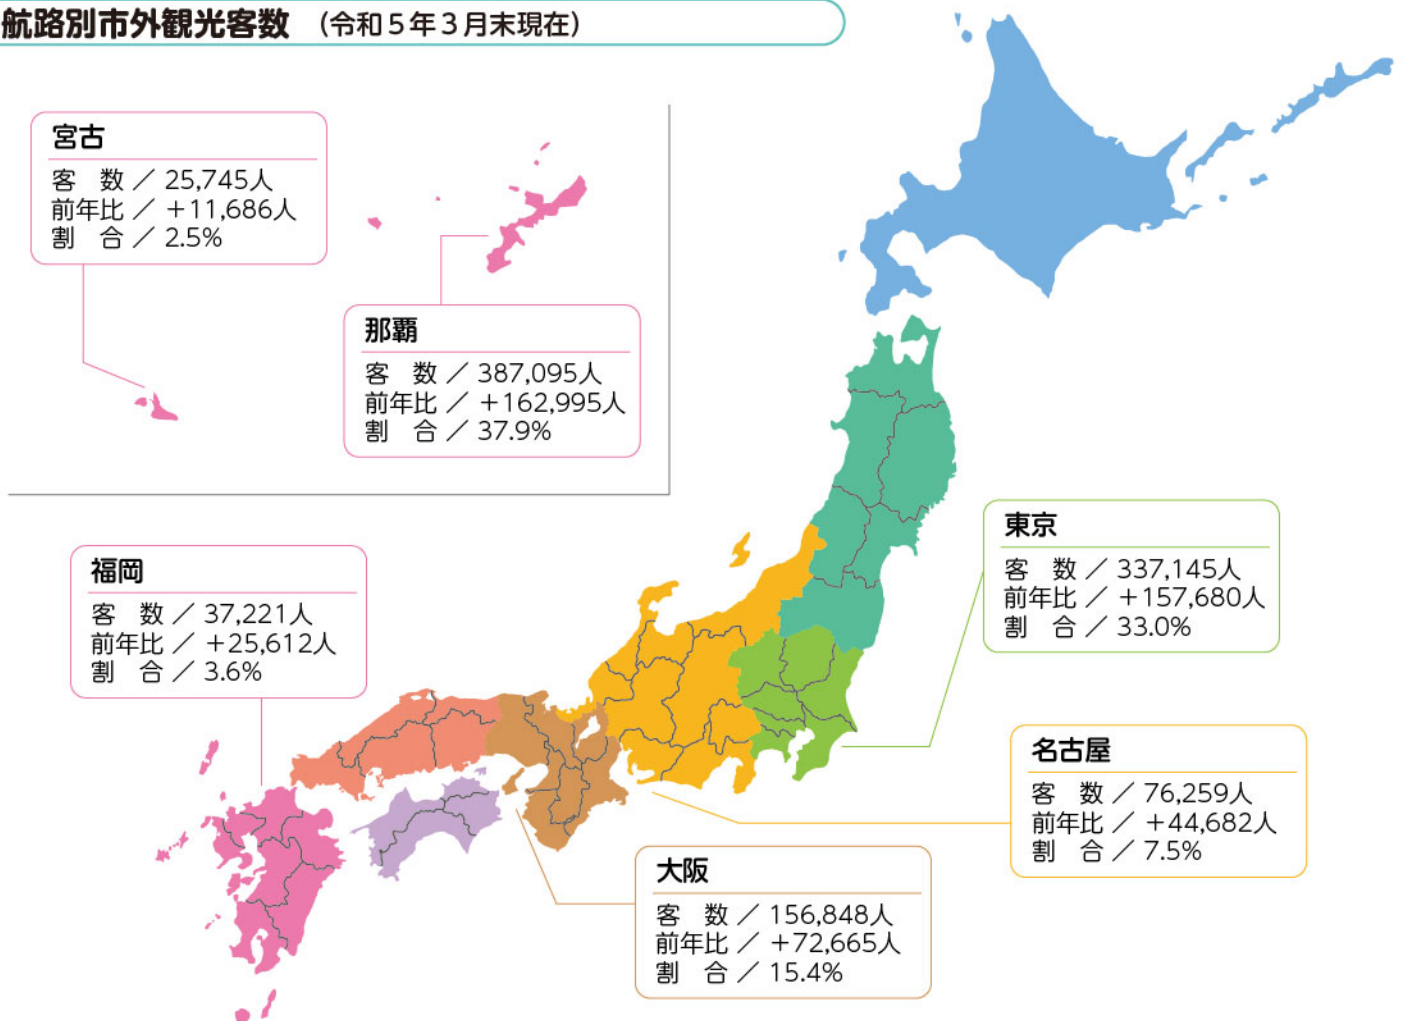 航路別市外観光客数 （令和５年３月末現在）
宮古
客　数／25,745人
前年比／＋11,686人
割　合／2.5%
那覇
客　数／387,095人
前年比／＋162,995人
割　合／37.9%
福岡
客　数／37,221人
前年比／＋25,612人
割　合／3.6%
東京
客　数／337,145人
前年比／＋157,680人
割　合／33.0%
名古屋
客　数／76,259人
前年比／＋44,682人
割　合／7.5%
大阪
客　数／156,848人
前年比／＋72,665人
割　合／15.4%